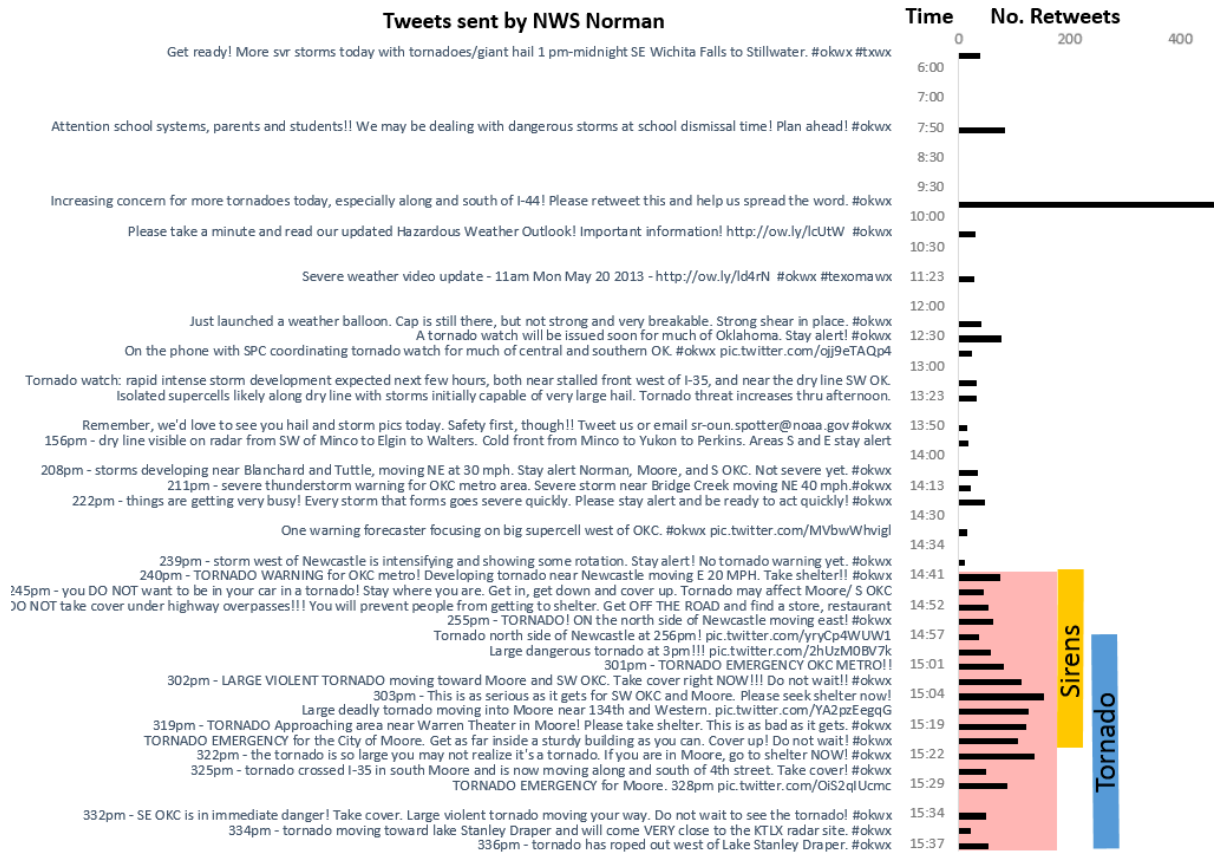 Tweets sent by NWS Norman
Time
No. Retweets
0
200
400
Get ready! More svr storms today with tornadoes/giant hail 1 pm-midnight SE Wichita Falls to Stillwater. #okwx #txwx
6:00
7:00
Attention school systems, parents and students!! We may be dealing with dangerous storms at school dismissal time! Plan ahead! #okwx
7:50
8:30
9:30
Increasing concern for more tornadoes today, especially along and south of I-44! Please retweet this and help us spread the word. #okwx
10:00
Please take a minute and read our updated Hazardous Weather Outlook! Important information! http://ow.ly/lcUtW #okwx
10:30
Severe weather video update - 11am Mon May 20 2013 - http://ow.ly/ld4rN #okwx #texomawx
11:23
12:00
Just launched a weather balloon. Cap is still there, but not strong and very breakable. Strong shear in place. #okwx
A tornado watch will be issued soon for much of Oklahoma. Stay alert! #okwx
12:30
On the phone with SPC coordinating tornado watch for much of central and southern OK. #okwx pic.twitter.com/ojj9eTAQp4
13:00
Tornado watch: rapid intense storm development expected next few hours, both near stalled front west of I-35, and near the dry line SW OK.
Isolated supercells likely along dry line with storms initially capable of very large hail. Tornado threat increases thru afternoon.
13:23
Remember, we'd love to see you hail and storm pics today. Safety first, though!! Tweet us or email sr-oun.spotter@noaa.gov #okwx
13:50
156pm - dry line visible on radar from SW of Minco to Elgin to Walters. Cold front from Minco to Yukon to Perkins. Areas S and E stay alert
14:00
208pm - storms developing near Blanchard and Tuttle, moving NE at 30 mph. Stay alert Norman, Moore, and S OKC. Not severe yet. #okwx
211pm - severe thunderstorm warning for OKC metro area. Severe storm near Bridge Creek moving NE 40 mph.#okwx
14:13
222pm - things are getting very busy! Every storm that forms goes severe quickly. Please stay alert and be ready to act quickly! #okwx
14:30
One warning forecaster focusing on big supercell west of OKC. #okwx pic.twitter.com/MVbwWhvigl
14:34
239pm - storm west of Newcastle is intensifying and showing some rotation. Stay alert! No tornado warning yet. #okwx
240pm - TORNADO WARNING for OKC metro! Developing tornado near Newcastle moving E 20 MPH. Take shelter!! #okwx
14:41
245pm - you DO NOT want to be in your car in a tornado! Stay where you are. Get in, get down and cover up. Tornado may affect Moore/ S OKC
DO NOT take cover under highway overpasses!!! You will prevent people from getting to shelter. Get OFF THE ROAD and find a store, restaurant
14:52
255pm - TORNADO! ON the north side of Newcastle moving east! #okwx
Tornado north side of Newcastle at 256pm! pic.twitter.com/yryCp4WUW1
14:57
Large dangerous tornado at 3pm!!! pic.twitter.com/2hUzM0BV7k
301pm - TORNADO EMERGENCY OKC METRO!!
15:01
302pm - LARGE VIOLENT TORNADO moving toward Moore and SW OKC. Take cover right NOW!!! Do not wait!! #okwx
303pm - This is as serious as it gets for SW OKC and Moore. Please seek shelter now!
15:04
Large deadly tornado moving into Moore near 134th and Western. pic.twitter.com/YA2pzEegqG
319pm - TORNADO Approaching area near Warren Theater in Moore! Please take shelter. This is as bad as it gets. #okwx
15:19
TORNADO EMERGENCY for the City of Moore. Get as far inside a sturdy building as you can. Cover up! Do not wait! #okwx
322pm - the tornado is so large you may not realize it's a tornado. If you are in Moore, go to shelter NOW! #okwx
15:22
325pm - tornado crossed I-35 in south Moore and is now moving along and south of 4th street. Take cover! #okwx
TORNADO EMERGENCY for Moore. 328pm pic.twitter.com/OiS2qIUcmc
15:29
332pm - SE OKC is in immediate danger! Take cover. Large violent tornado moving your way. Do not wait to see the tornado! #okwx
15:34
334pm - tornado moving toward lake Stanley Draper and will come VERY close to the KTLX radar site. #okwx
336pm - tornado has roped out west of Lake Stanley Draper. #okwx
15:37
Sirens
Tornado